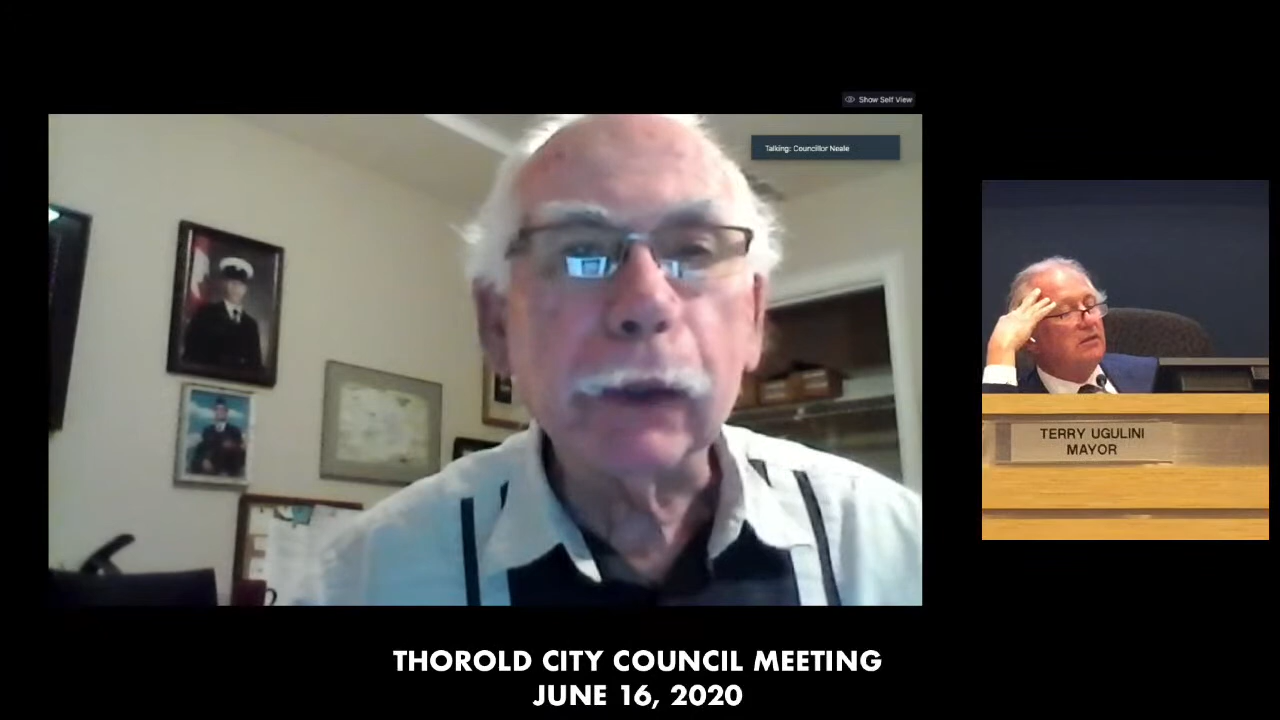 Show Self View
Talking: Councillor Neale
TERRY UGULINI
MAYOR
THOROLD CITY COUNCIL MEETING
JUNE 16, 2020